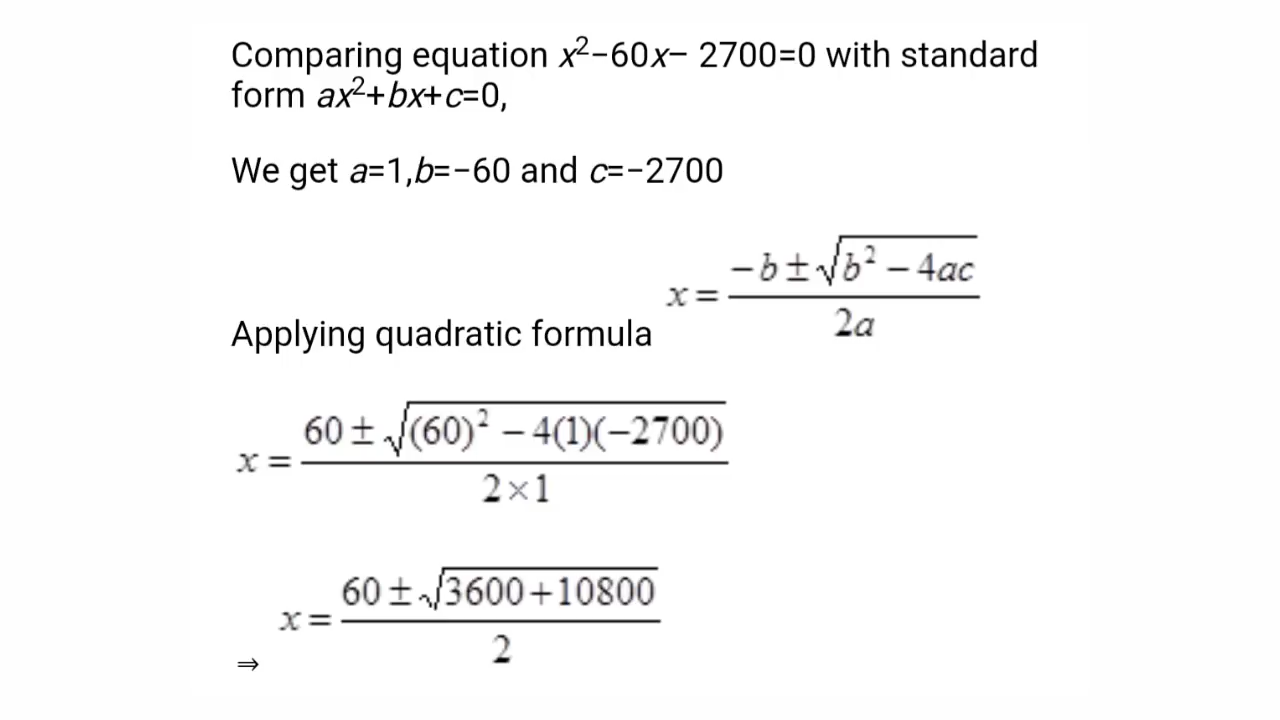 Comparing equation x²−60x− 2700=0 with standard
form ax²+bx+c=0,
We get a=1,b=−60 and c=−2700
Applying quadratic formula x = (−b ± √(b² − 4ac)) / (2a)
x = (60 ± √((60)² − 4(1)(−2700))) / (2×1)
⇒ x = (60 ± √(3600+10800)) / 2